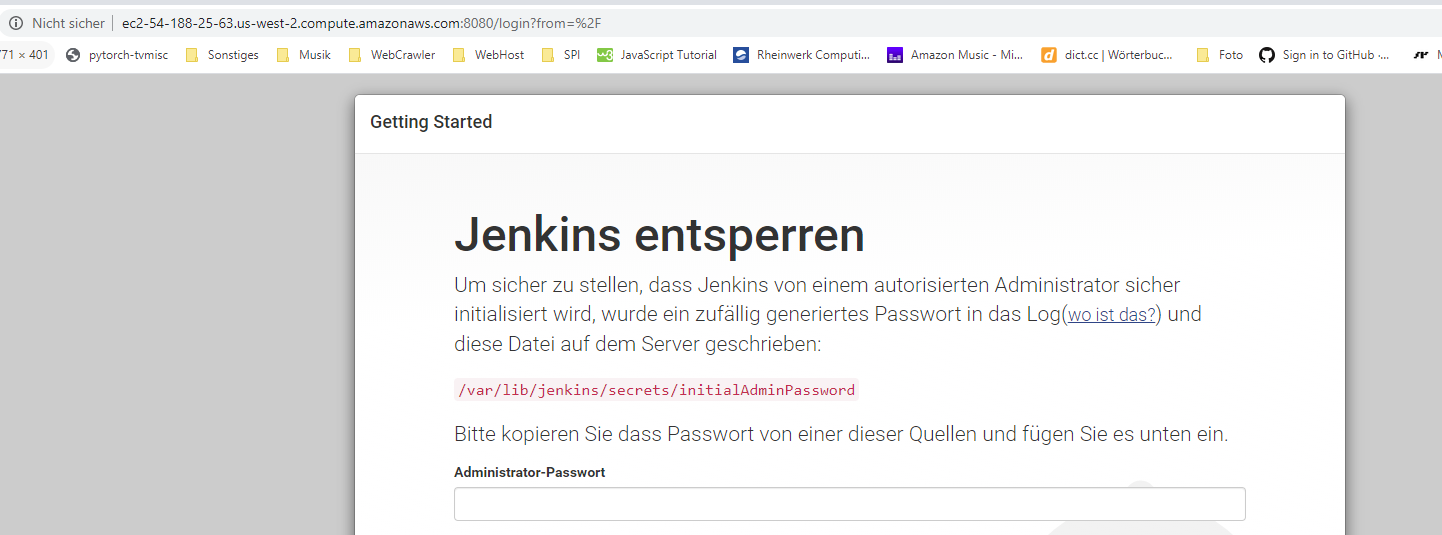 Nicht sicher | ec2-54-188-25-63.us-west-2.compute.amazonaws.com:8080/login?from=%2F
71 × 401 pytorch-tvmisc Sonstiges Musik WebCrawler WebHost SPI JavaScript Tutorial Rheinwerk Computi... Amazon Music - Mi... dict.cc | Wörterbuc... Foto Sign in to GitHub ·...
Getting Started
Jenkins entsperren
Um sicher zu stellen, dass Jenkins von einem autorisierten Administrator sicher
initialisiert wird, wurde ein zufällig generiertes Passwort in das Log(wo ist das?) und
diese Datei auf dem Server geschrieben:
/var/lib/jenkins/secrets/initialAdminPassword
Bitte kopieren Sie dass Passwort von einer dieser Quellen und fügen Sie es unten ein.
Administrator-Passwort